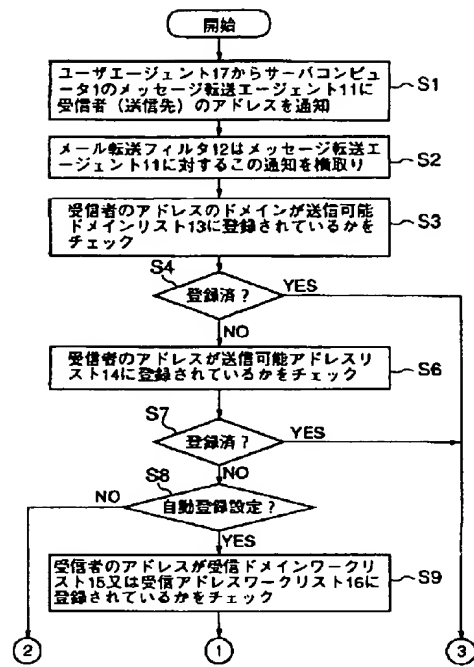 開始
ユーザエージェント17からサーバコンピュ
ータ1のメッセージ転送エージェント11に
受信者（送信先）のアドレスを通知
S1
メール転送フィルタ12はメッセージ転送エ
ージェント11に対するこの通知を横取り
S2
受信者のアドレスのドメインが送信可能
ドメインリスト13に登録されているかを
チェック
S3
S4
登録済？
YES
NO
受信者のアドレスが送信可能アドレスリ
スト14に登録されているかをチェック
S6
S7
登録済？
YES
NO
S8
NO
自動登録設定？
YES
受信者のアドレスが受信ドメインワークリ
スト15又は受信アドレスワークリスト16に
登録されているかをチェック
S9
2
1
3